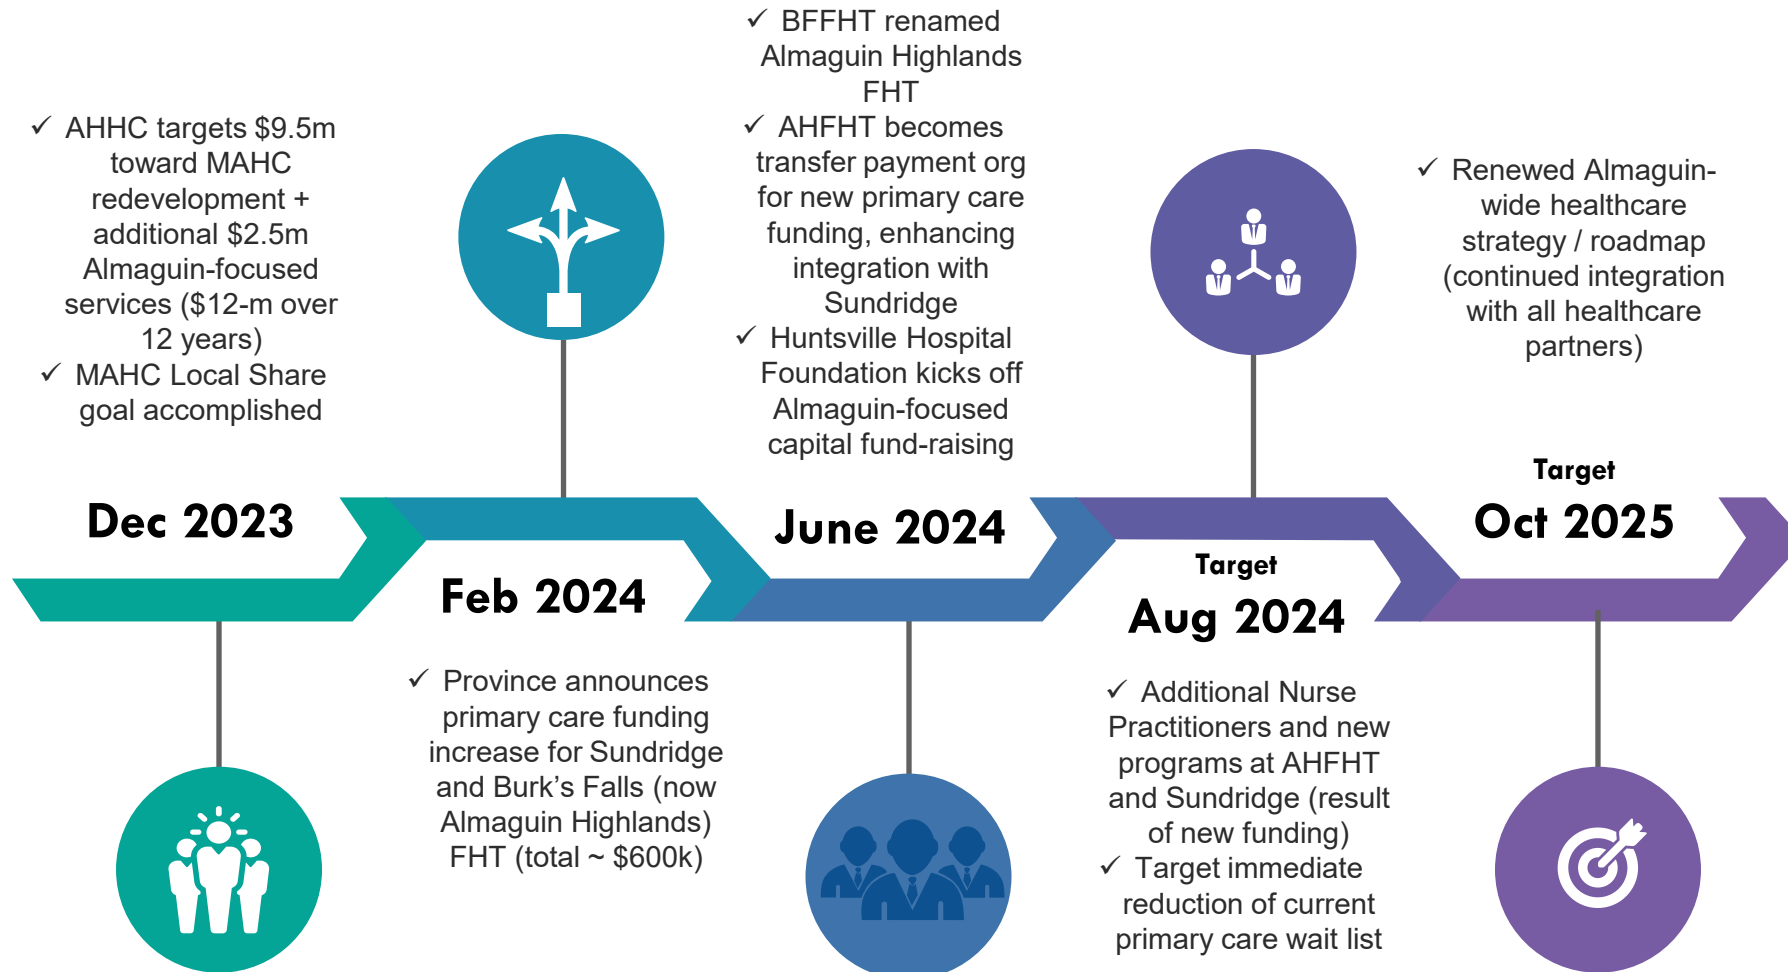 ✓ AHHC targets $9.5m
toward MAHC
redevelopment +
additional $2.5m
Almaguin-focused
services ($12-m over
12 years)
✓ MAHC Local Share
goal accomplished
Dec 2023
Feb 2024
✓ Province announces
primary care funding
increase for Sundridge
and Burk’s Falls (now
Almaguin Highlands)
FHT (total ~ $600k)
✓ BFFHT renamed
Almaguin Highlands
FHT
✓ AHFHT becomes
transfer payment org
for new primary care
funding, enhancing
integration with
Sundridge
✓ Huntsville Hospital
Foundation kicks off
Almaguin-focused
capital fund-raising
June 2024
Target
Aug 2024
✓ Additional Nurse
Practitioners and new
programs at AHFHT
and Sundridge (result
of new funding)
✓ Target immediate
reduction of current
primary care wait list
✓ Renewed Almaguin-
wide healthcare
strategy / roadmap
(continued integration
with all healthcare
partners)
Target
Oct 2025